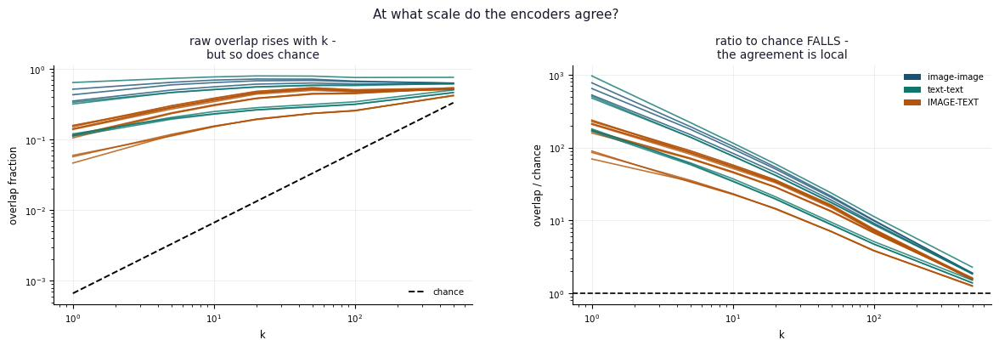 At what scale do the encoders agree?
raw overlap rises with k -
but so does chance
overlap fraction
10⁰
10⁻¹
10⁻²
10⁻³
10⁰
10¹
10²
k
chance
ratio to chance FALLS -
the agreement is local
overlap / chance
10³
10²
10¹
10⁰
10⁰
10¹
10²
k
image-image
text-text
IMAGE-TEXT